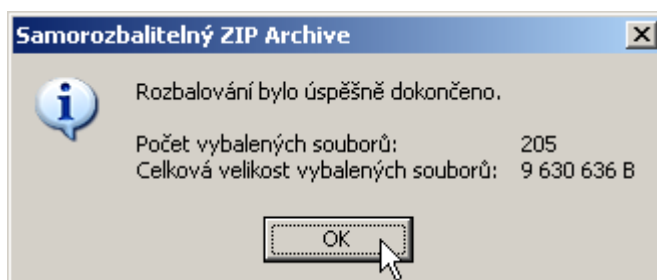 Samorozbalitelný ZIP Archive
Rozbalování bylo úspěšně dokončeno.
Počet vybalených souborů: 205
Celková velikost vybalených souborů: 9 630 636 B
OK